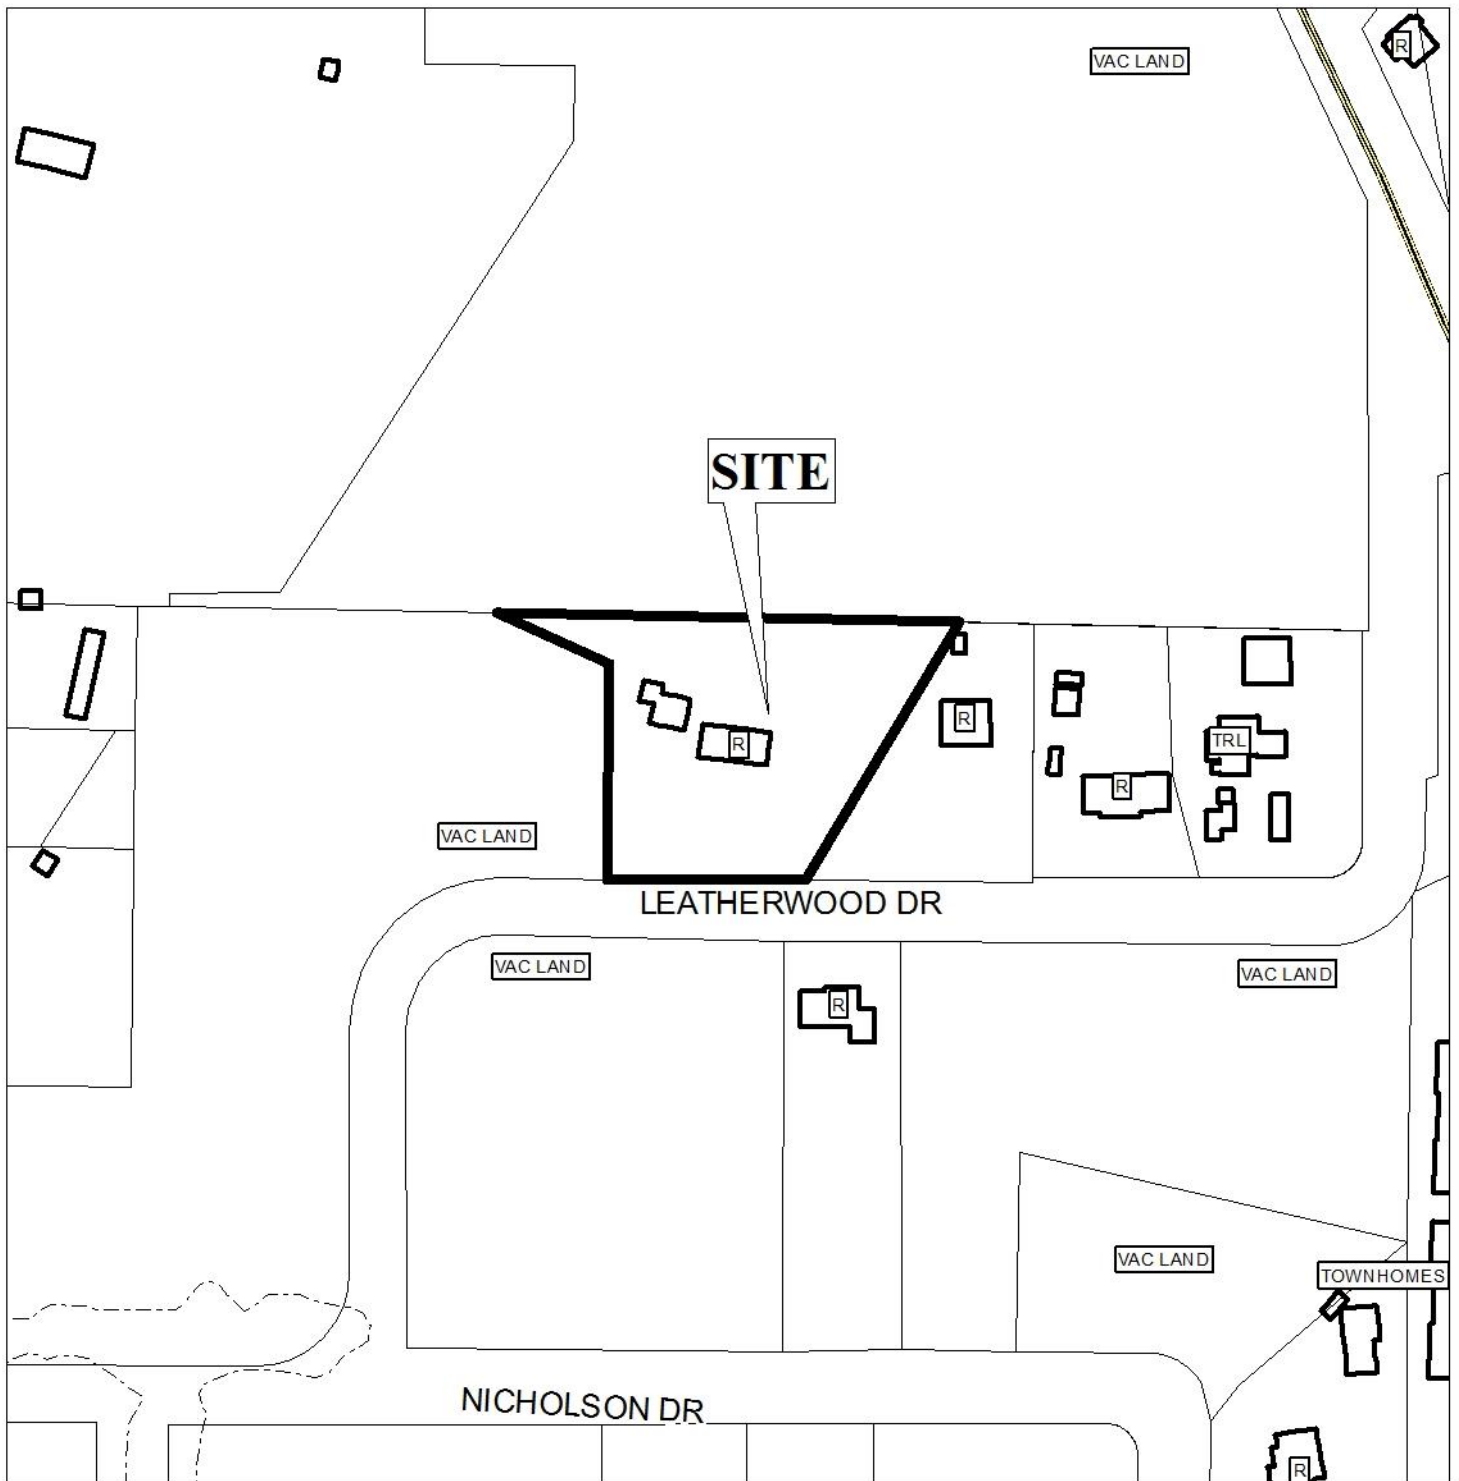 R
VAC LAND
SITE
R
R
TRL
R
VAC LAND
LEATHERWOOD DR
VAC LAND
VAC LAND
R
VAC LAND
TOWNHOMES
NICHOLSON DR
R